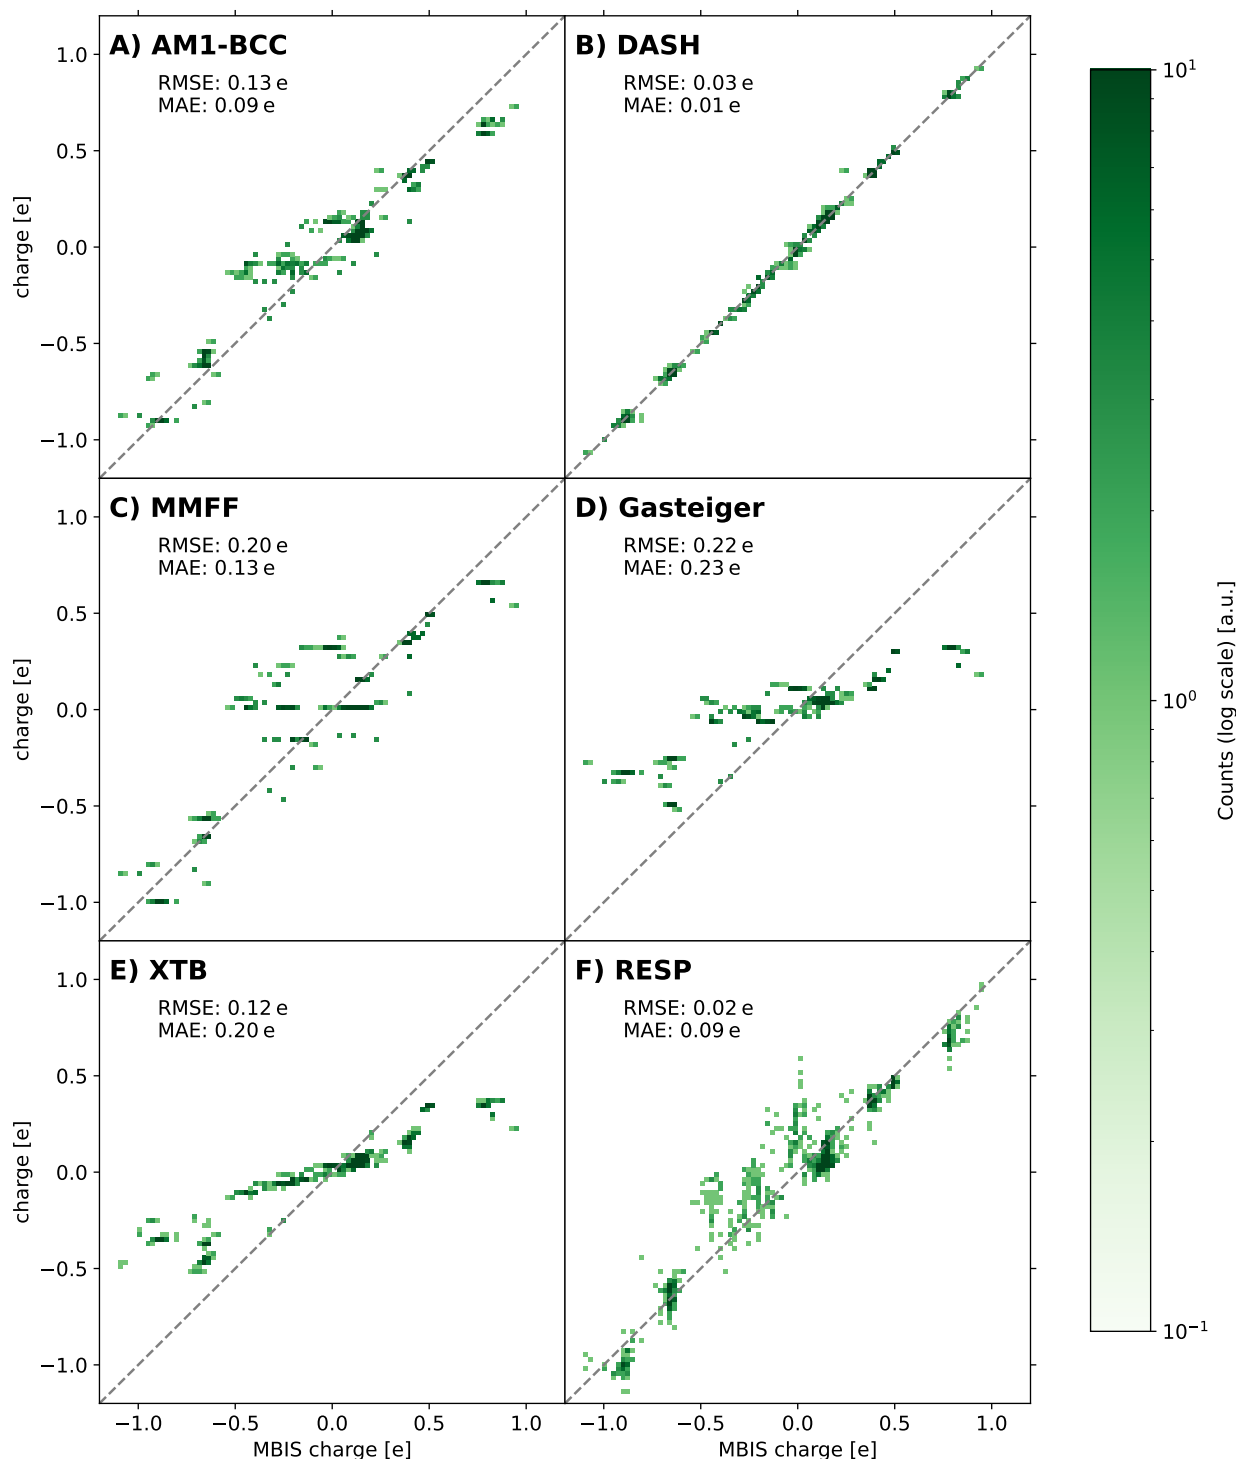 A) AM1-BCC
RMSE: 0.13 e
MAE: 0.09 e
1.0
0.5
0.0
−0.5
−1.0
charge [e]
B) DASH
RMSE: 0.03 e
MAE: 0.01 e
C) MMFF
RMSE: 0.20 e
MAE: 0.13 e
1.0
0.5
0.0
−0.5
−1.0
charge [e]
D) Gasteiger
RMSE: 0.22 e
MAE: 0.23 e
E) XTB
RMSE: 0.12 e
MAE: 0.20 e
1.0
0.5
0.0
−0.5
−1.0
charge [e]
−1.0 −0.5 0.0 0.5 1.0
MBIS charge [e]
F) RESP
RMSE: 0.02 e
MAE: 0.09 e
−1.0 −0.5 0.0 0.5 1.0
MBIS charge [e]
10¹
10⁰
10⁻¹
Counts (log scale) [a.u.]